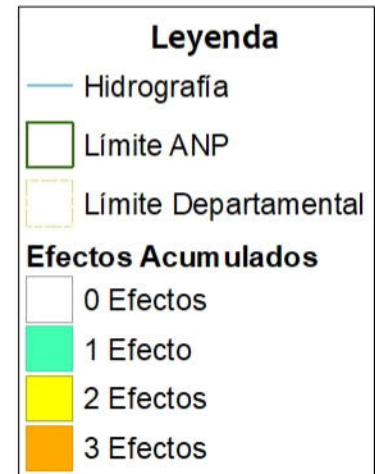 Leyenda
Hidrografía
Límite ANP
Límite Departamental
Efectos Acumulados
0 Efectos
1 Efecto
2 Efectos
3 Efectos